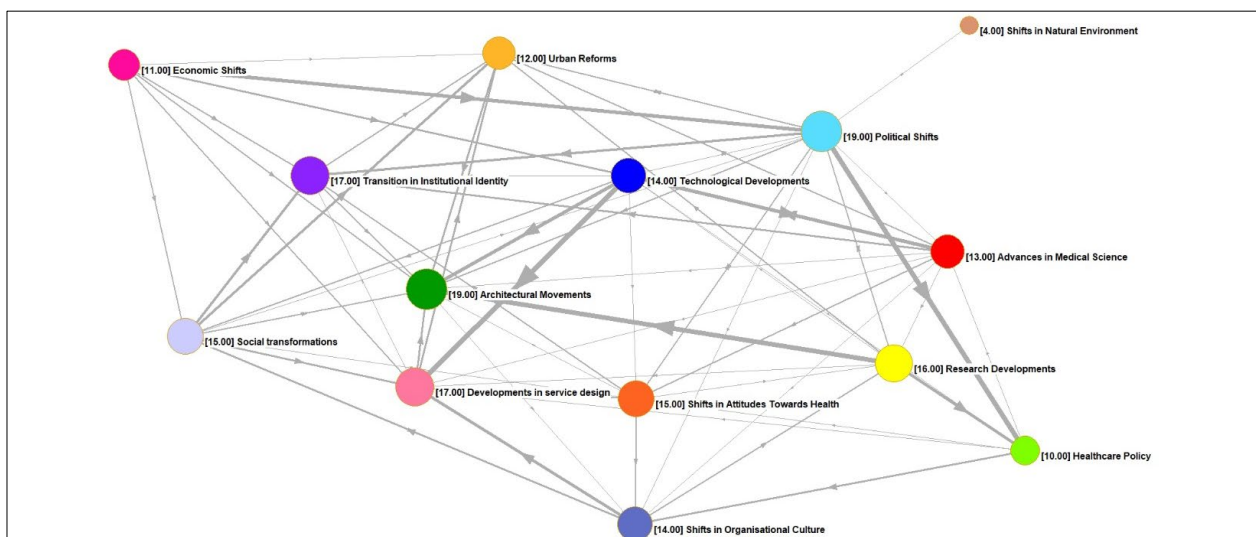 [4.00] Shifts in Natural Environment
[12.00] Urban Reforms
[11.00] Economic Shifts
[19.00] Political Shifts
[17.00] Transition in Institutional Identity
[14.00] Technological Developments
[13.00] Advances in Medical Science
[19.00] Architectural Movements
[15.00] Social transformations
[16.00] Research Developments
[17.00] Developments in service design
[15.00] Shifts in Attitudes Towards Health
[10.00] Healthcare Policy
[14.00] Shifts in Organisational Culture